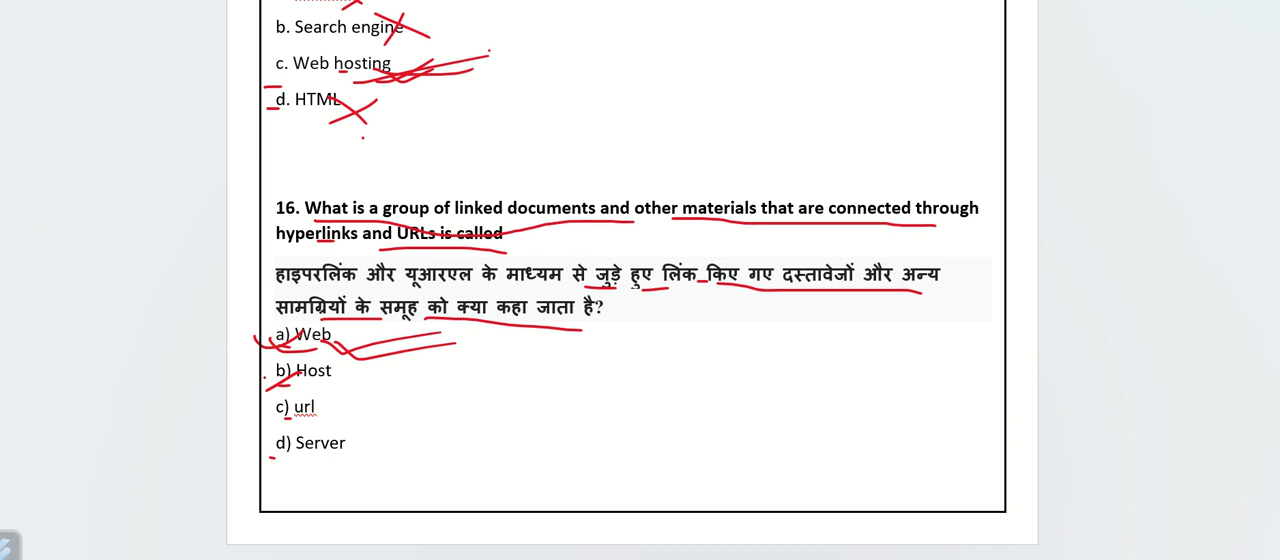 b. Search engine
c. Web hosting
d. HTML
16. What is a group of linked documents and other materials that are connected through
hyperlinks and URLs is called
हाइपरलिंक और यूआरएल के माध्यम से जुड़े हुए लिंक किए गए दस्तावेजों और अन्य
सामग्रियों के समूह को क्या कहा जाता है?
a) Web
b) Host
c) url
d) Server